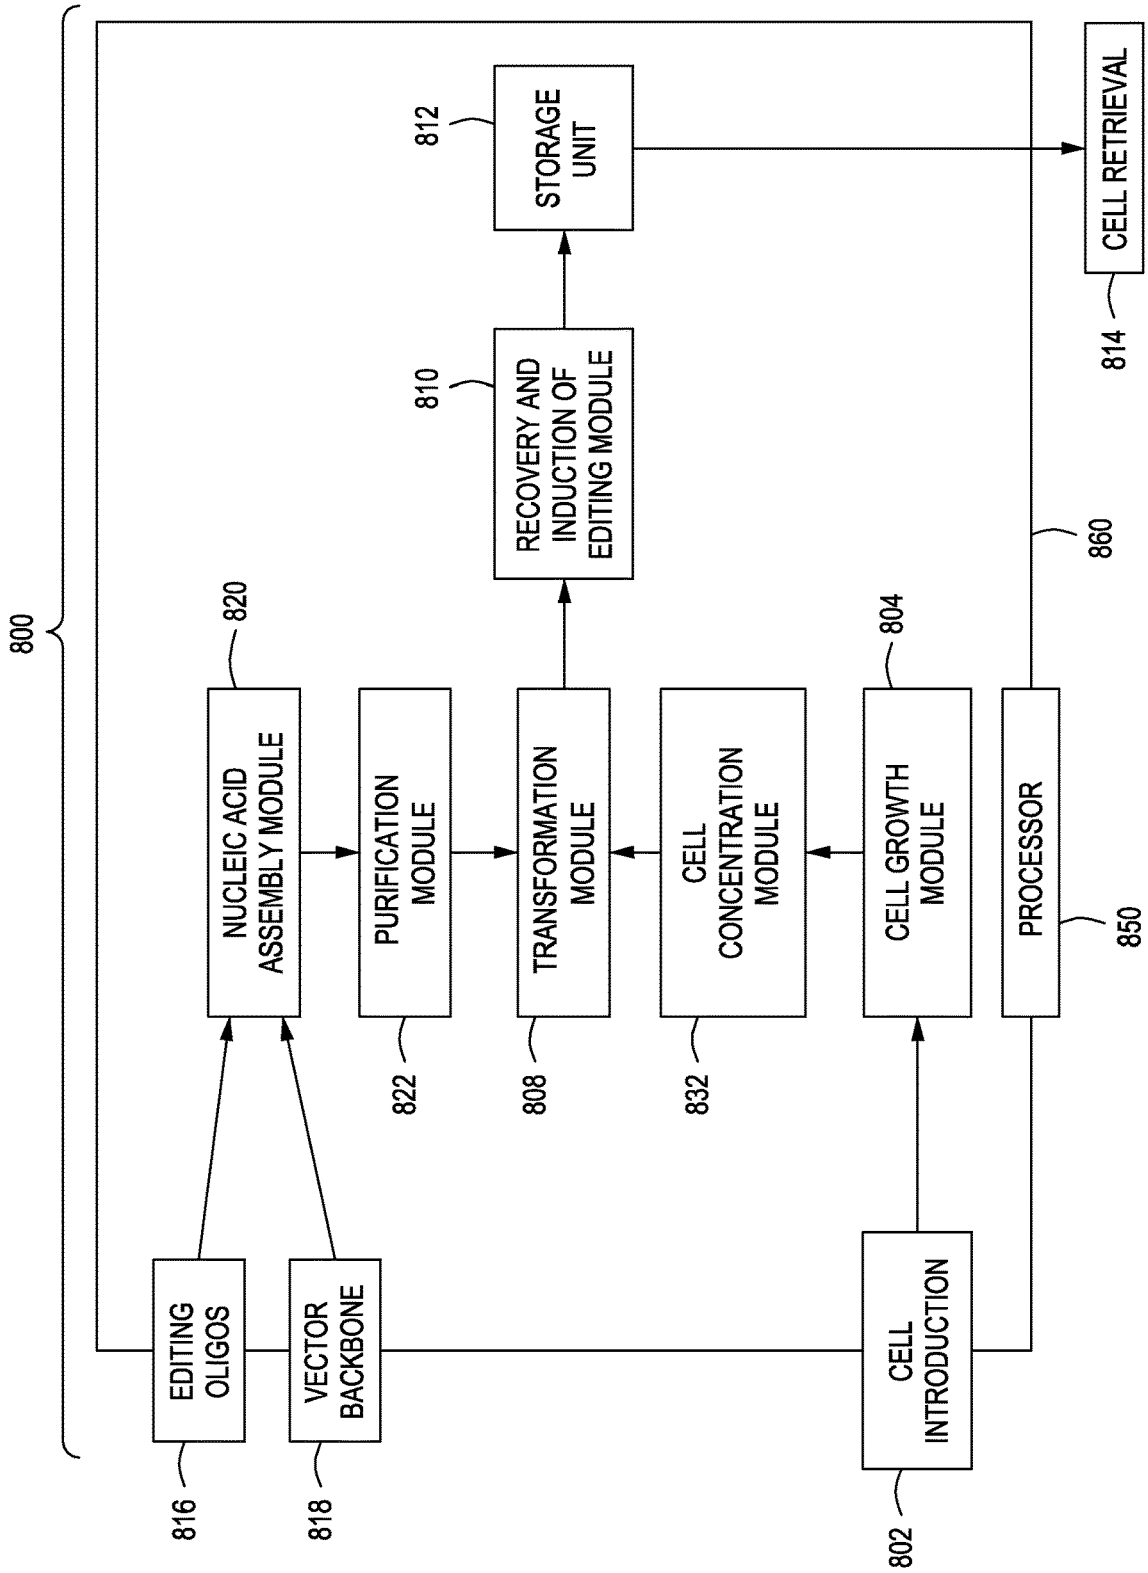 800
EDITING
OLIGOS
816
VECTOR
BACKBONE
818
NUCLEIC ACID
ASSEMBLY MODULE
820
PURIFICATION
MODULE
822
TRANSFORMATION
MODULE
808
CELL
CONCENTRATION
MODULE
832
CELL GROWTH
MODULE
804
CELL
INTRODUCTION
802
PROCESSOR
850
860
RECOVERY AND
INDUCTION OF
EDITING MODULE
810
STORAGE
UNIT
812
CELL RETRIEVAL
814